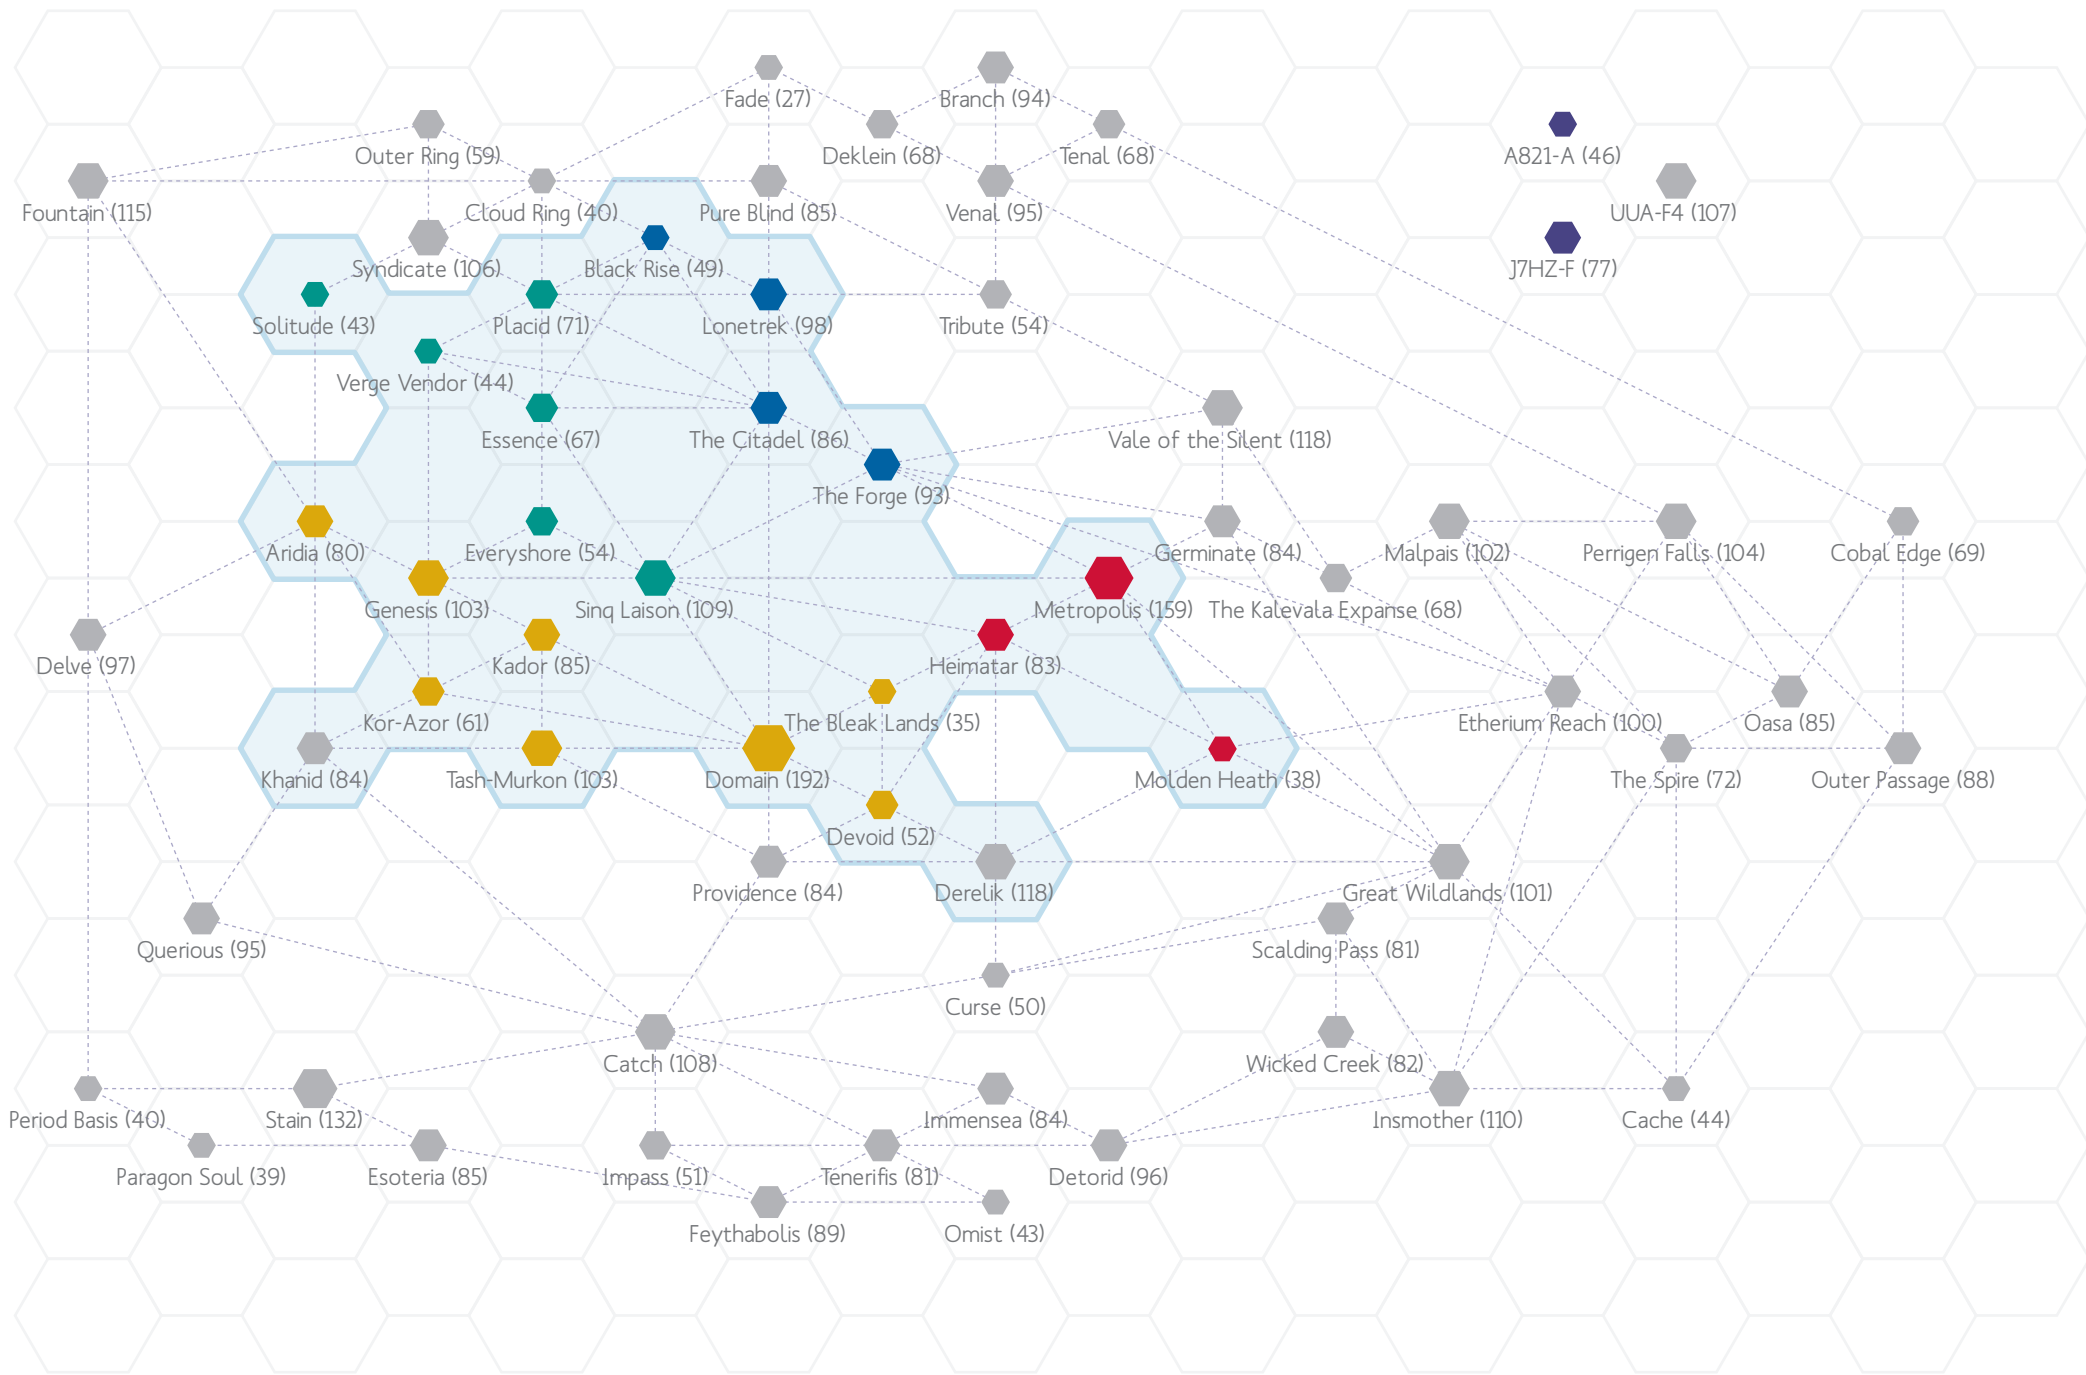 Fade (27)
Branch (94)
Outer Ring (59)
Deklein (68)
Tenal (68)
A821-A (46)
Fountain (115)
Cloud Ring (40)
Pure Blind (85)
Venal (95)
UUA-F4 (107)
Syndicate (106)
Black Rise (49)
J7HZ-F (77)
Solitude (43)
Placid (71)
Lonetrek (98)
Tribute (54)
Verge Vendor (44)
Essence (67)
The Citadel (86)
Vale of the Silent (118)
The Forge (93)
Aridia (80)
Everyshore (54)
Germinate (84)
Malpais (102)
Perrigen Falls (104)
Cobal Edge (69)
Genesis (103)
Sinq Laison (109)
Metropolis (159)
The Kalevala Expanse (68)
Delve (97)
Kador (85)
Heimatar (83)
Kor-Azor (61)
The Bleak Lands (35)
Etherium Reach (100)
Oasa (85)
Khanid (84)
Tash-Murkon (103)
Domain (192)
Molden Heath (38)
The Spire (72)
Outer Passage (88)
Devoid (52)
Providence (84)
Derelik (118)
Great Wildlands (101)
Querious (95)
Scalding Pass (81)
Curse (50)
Catch (108)
Wicked Creek (82)
Period Basis (40)
Stain (132)
Immensea (84)
Insmother (110)
Cache (44)
Paragon Soul (39)
Esoteria (85)
Impass (51)
Tenerifis (81)
Detorid (96)
Feythabolis (89)
Omist (43)